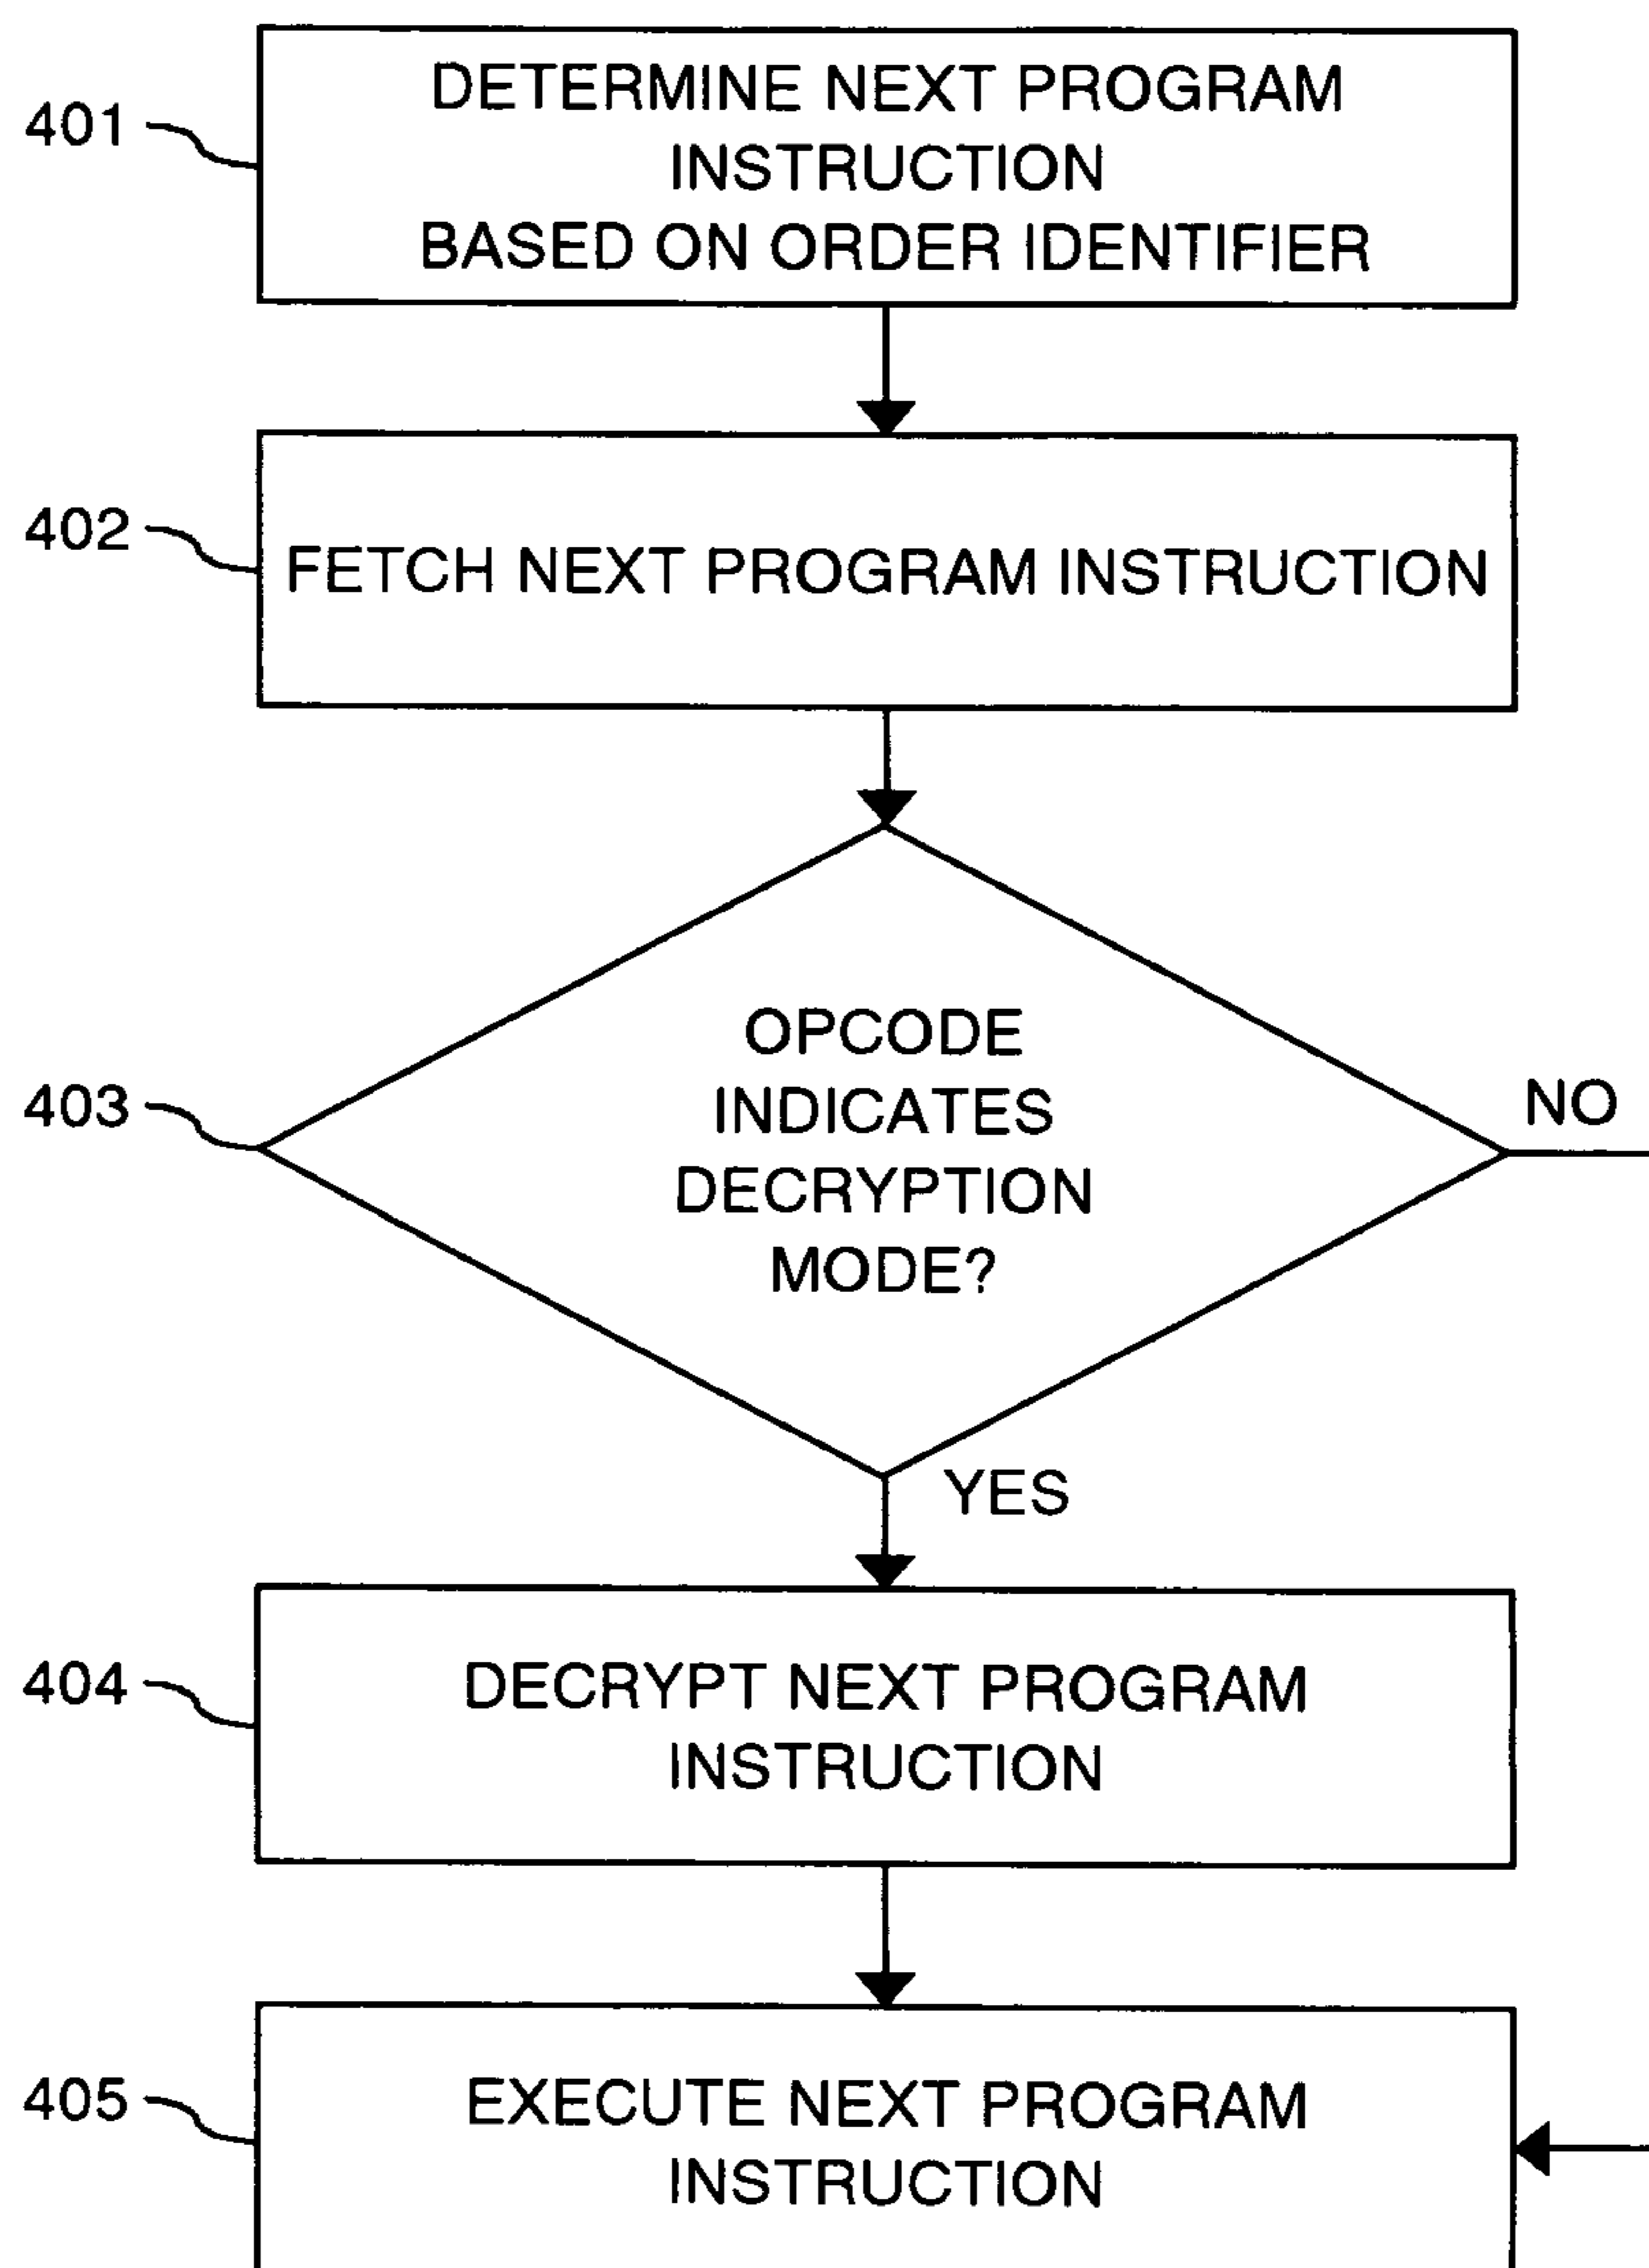 401
DETERMINE NEXT PROGRAM
INSTRUCTION
BASED ON ORDER IDENTIFIER
402
FETCH NEXT PROGRAM INSTRUCTION
403
OPCODE
INDICATES
DECRYPTION
MODE?
NO
YES
404
DECRYPT NEXT PROGRAM
INSTRUCTION
405
EXECUTE NEXT PROGRAM
INSTRUCTION